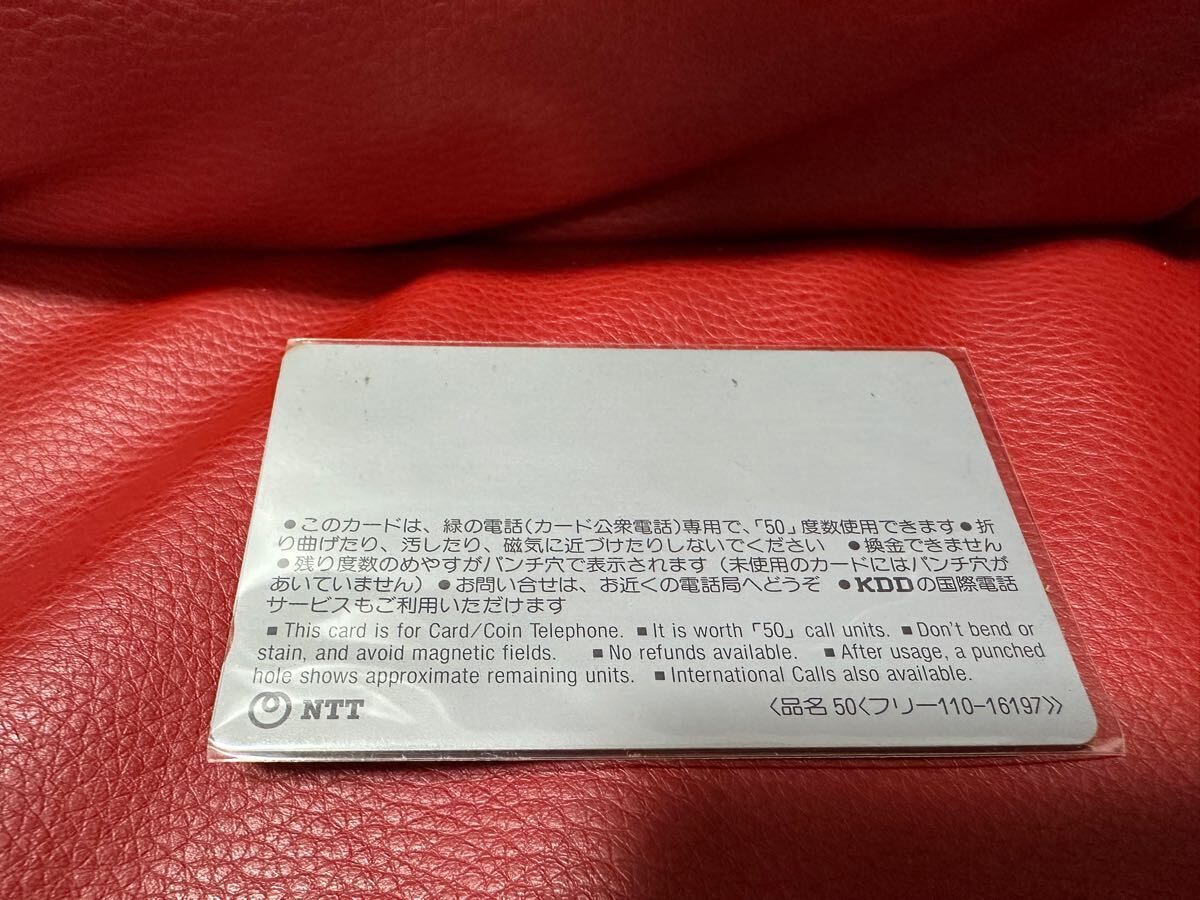 ●このカードは、緑の電話(カード公衆電話)専用で、「50」度数使用できます●折
り曲げたり、汚したり、磁気に近づけたりしないでください ●換金できません
●残り度数のめやすがパンチ穴で表示されます(未使用のカードにはパンチ穴が
あいていません)●お問い合せは、お近くの電話局へどうぞ ●KDDの国際電話
サービスもご利用いただけます
■ This card is for Card/Coin Telephone. ■ It is worth「50」call units. ■ Don't bend or
stain, and avoid magnetic fields. ■ No refunds available. ■ After usage, a punched
hole shows approximate remaining units. ■ International Calls also available.
NTT 〈品名 50〈フリー110-16197〉〉